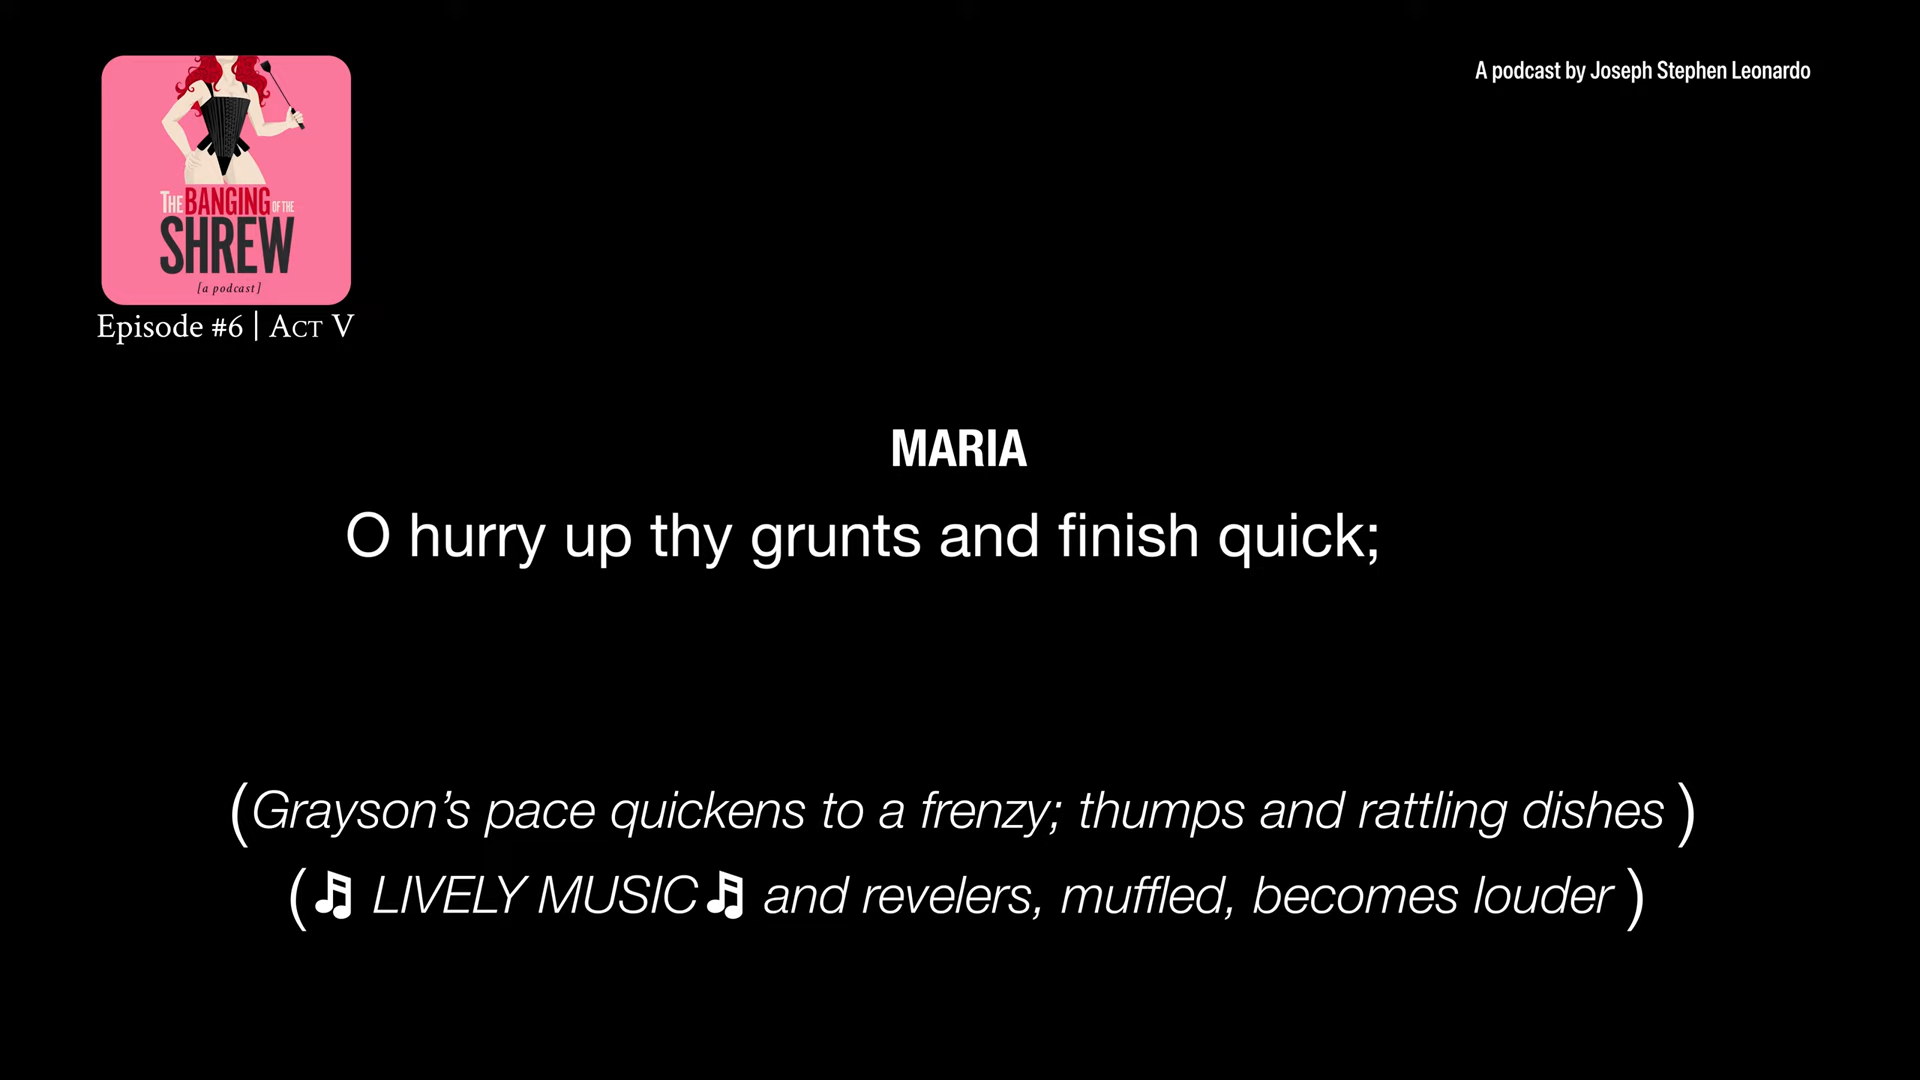 A podcast by Joseph Stephen Leonardo
THE BANGING OF THE
SHREW
[a podcast]
Episode #6 | ACT V
MARIA
O hurry up thy grunts and finish quick;
(Grayson’s pace quickens to a frenzy; thumps and rattling dishes)
(🎵 LIVELY MUSIC🎵 and revelers, muffled, becomes louder)